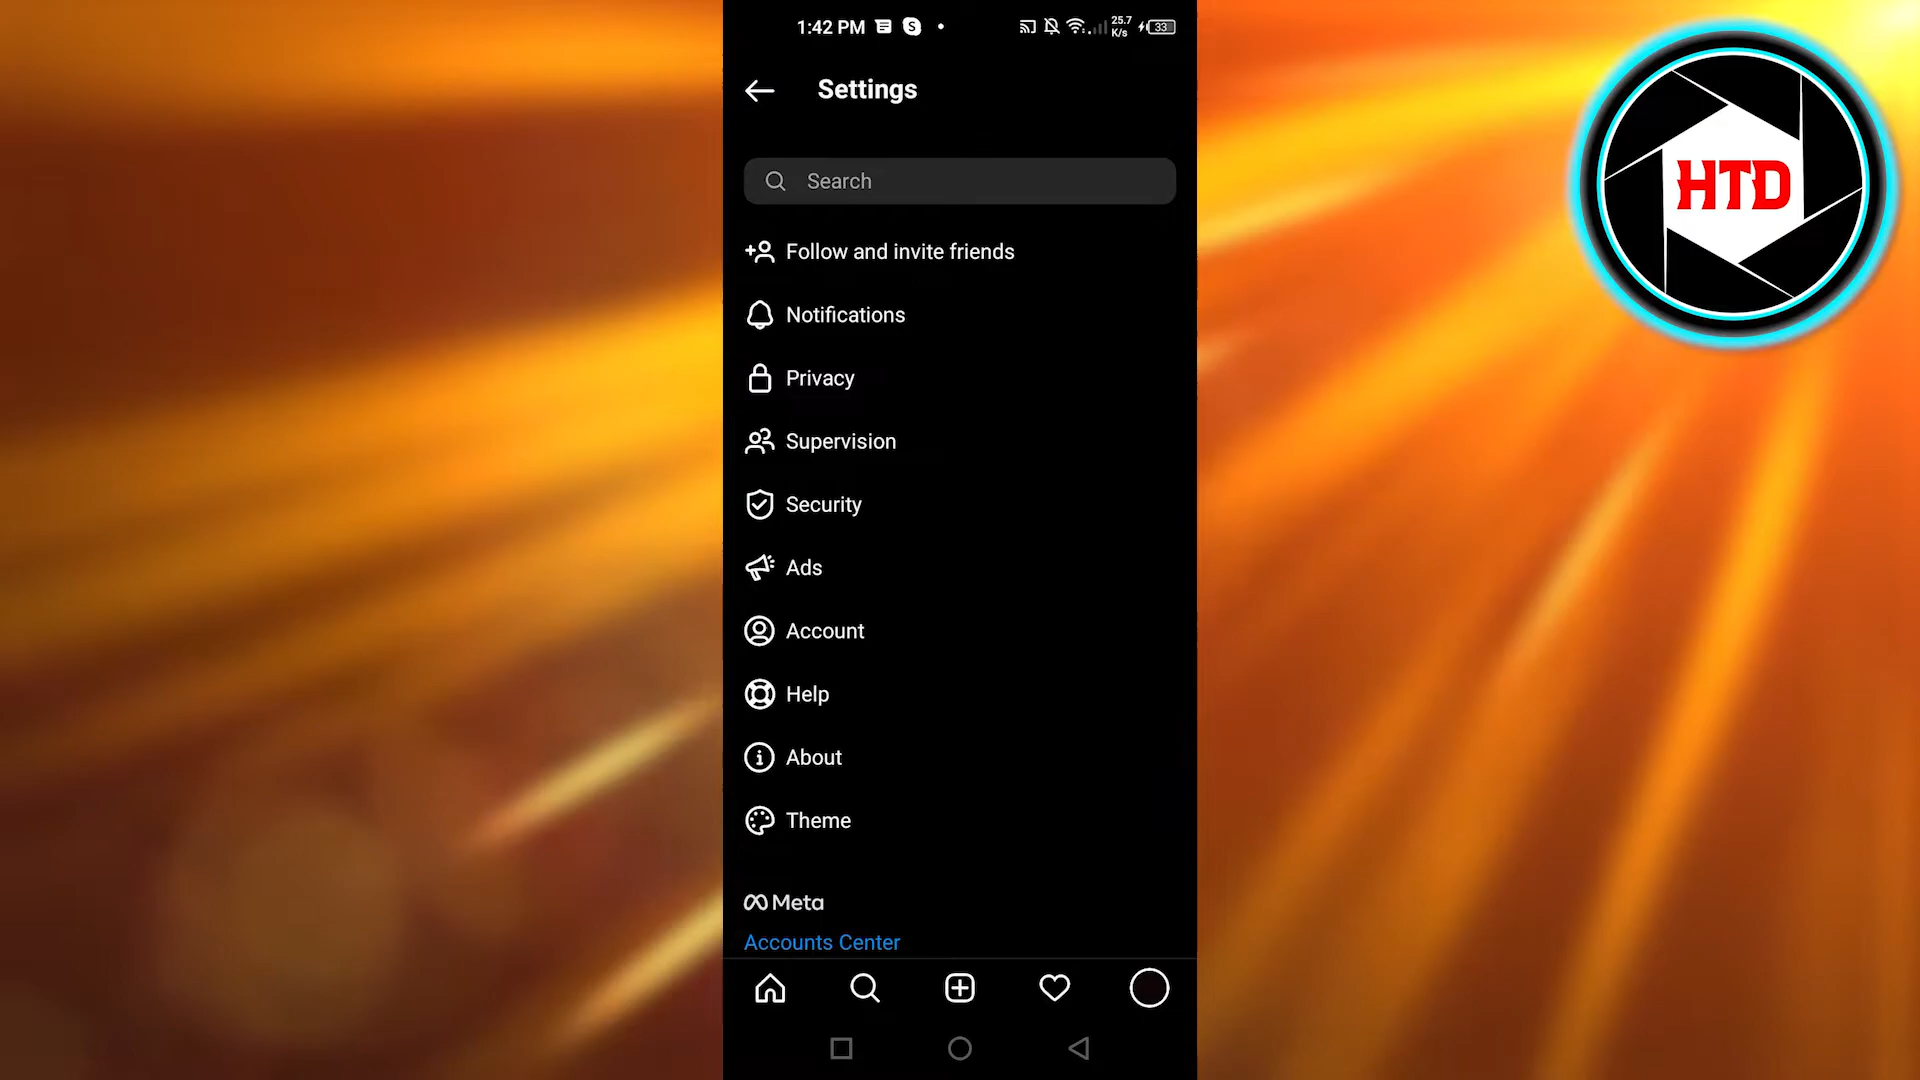 1:42 PM
25.7
K/s
33
Settings
Search
Follow and invite friends
Notifications
Privacy
Supervision
Security
Ads
Account
Help
About
Theme
Meta
Accounts Center
HTD